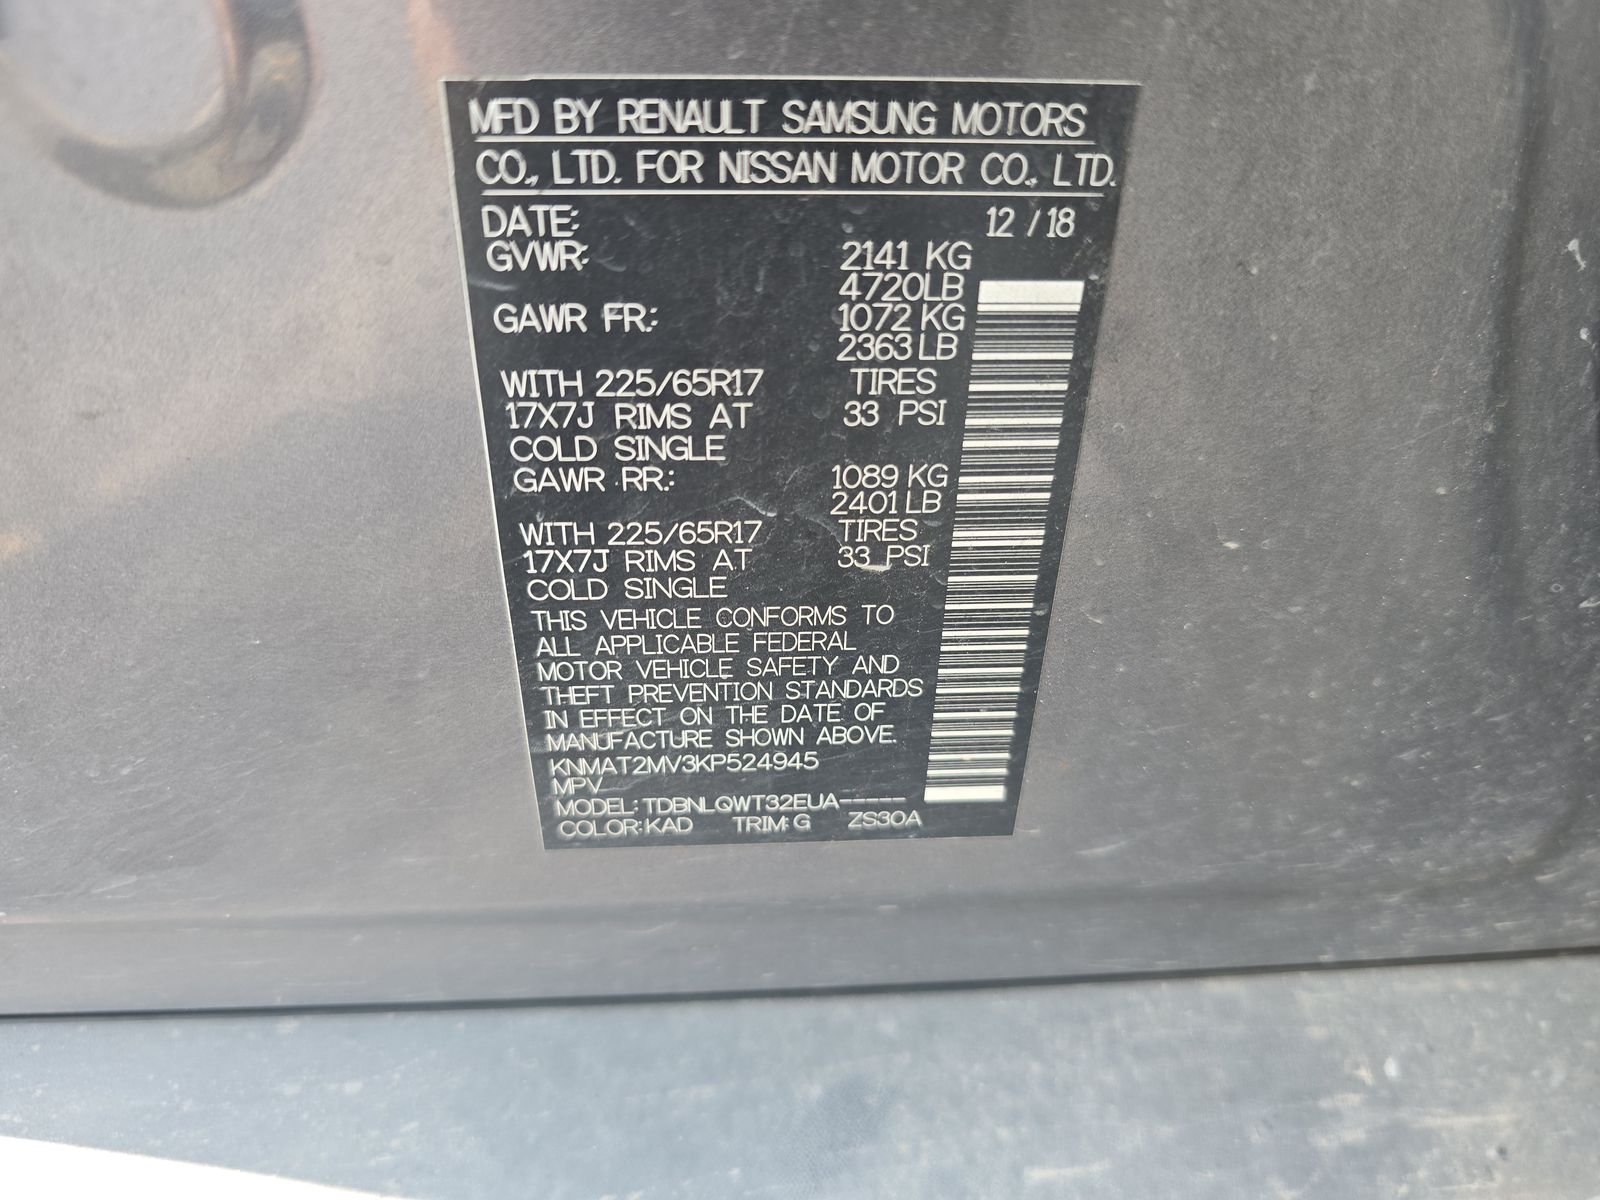 MFD BY RENAULT SAMSUNG MOTORS
CO., LTD. FOR NISSAN MOTOR CO., LTD.
DATE: 12 / 18
GVWR: 2141 KG
4720LB
GAWR FR.: 1072 KG
2363 LB
WITH 225/65R17 TIRES
17X7J RIMS AT 33 PSI
COLD SINGLE
GAWR RR.: 1089 KG
2401 LB
WITH 225/65R17 TIRES
17X7J RIMS AT 33 PSI
COLD SINGLE
THIS VEHICLE CONFORMS TO
ALL APPLICABLE FEDERAL
MOTOR VEHICLE SAFETY AND
THEFT PREVENTION STANDARDS
IN EFFECT ON THE DATE OF
MANUFACTURE SHOWN ABOVE.
KNMAT2MV3KP524945
MPV
MODEL: TDBNLQWT32EUA-----
COLOR: KAD TRIM: G ZS30A